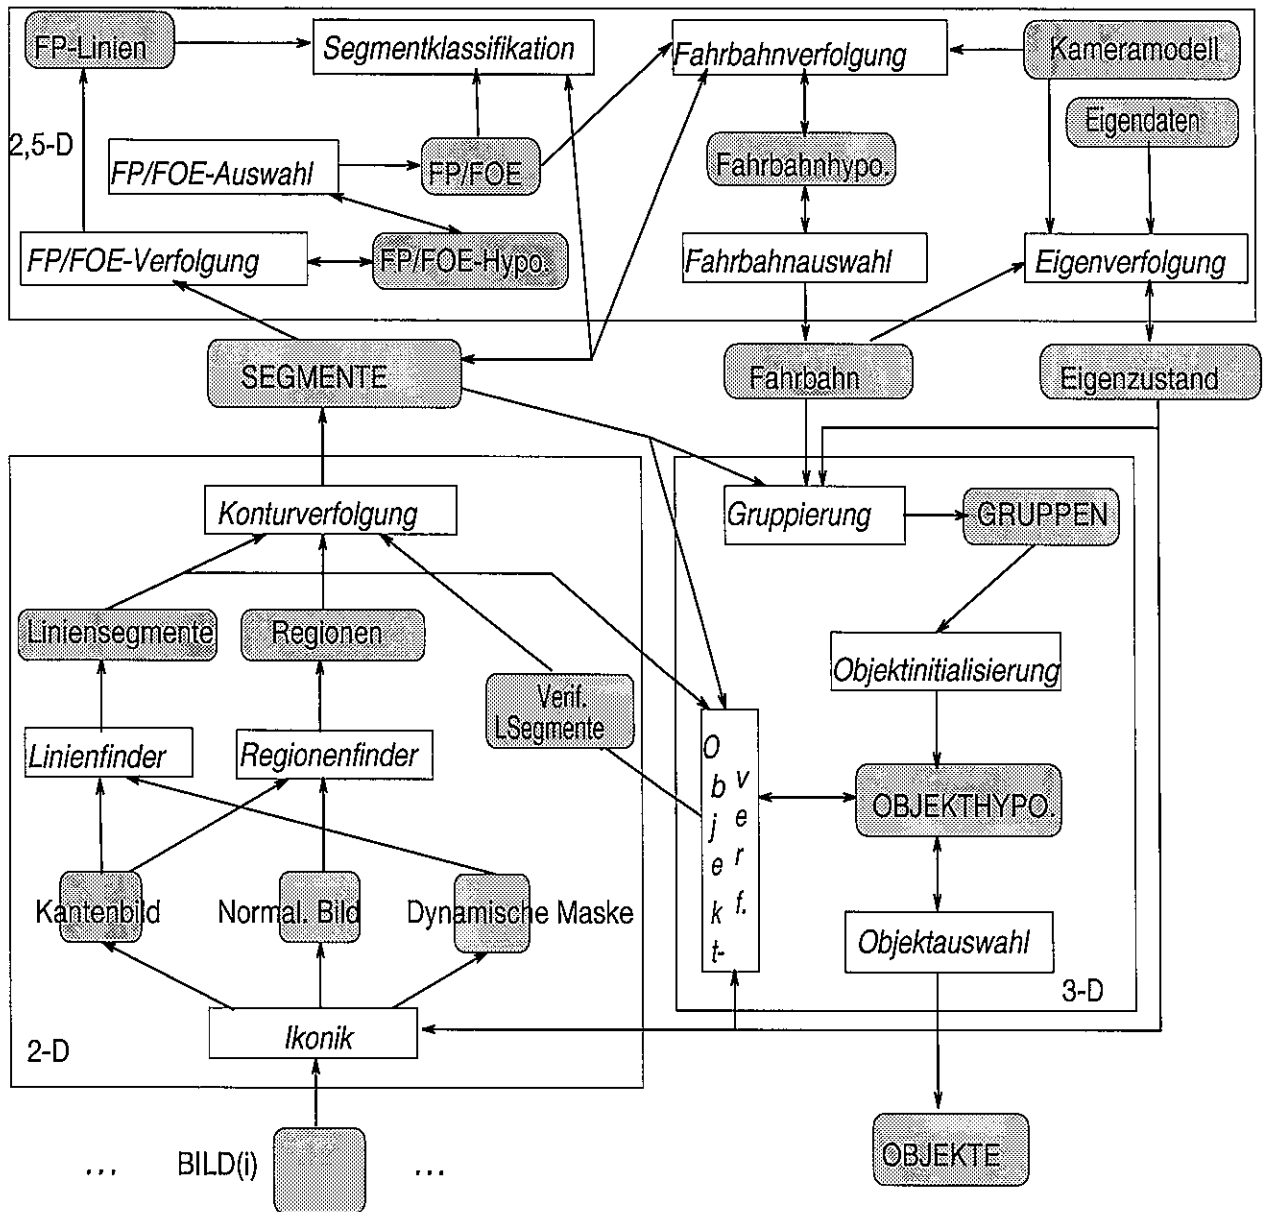 FP-Linien
Segmentklassifikation
Fahrbahnverfolgung
Kameramodell
2,5-D
Eigendaten
FP/FOE-Auswahl
FP/FOE
Fahrbahnhypo.
FP/FOE-Verfolgung
FP/FOE-Hypo.
Fahrbahnauswahl
Eigenverfolgung
SEGMENTE
Fahrbahn
Eigenzustand
Konturverfolgung
Gruppierung
GRUPPEN
Liniensegmente
Regionen
Objektinitialisierung
Verif.
LSegmente
Linienfinder
Regionenfinder
Objekt-
verf.
OBJEKTHYPO.
Kantenbild
Normal. Bild
Dynamische Maske
Objektauswahl
3-D
Ikonik
2-D
... BILD(i) ...
OBJEKTE